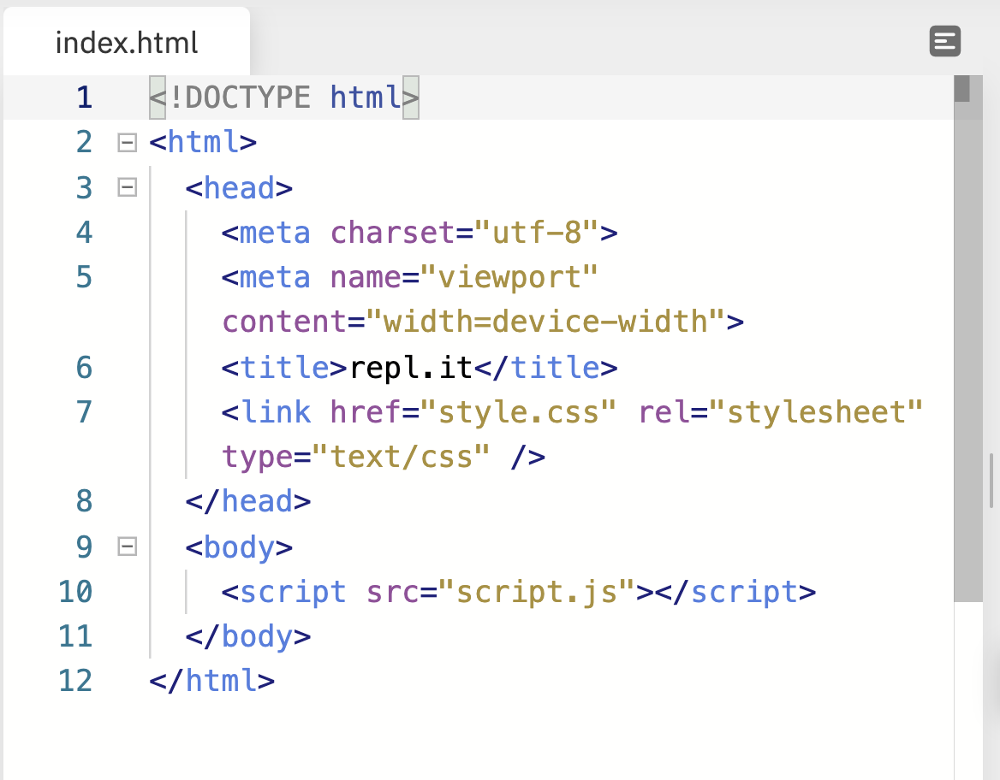 index.html
1 <!DOCTYPE html>
2 <html>
3 <head>
4 <meta charset="utf-8">
5 <meta name="viewport"
content="width=device-width">
6 <title>repl.it</title>
7 <link href="style.css" rel="stylesheet"
type="text/css" />
8 </head>
9 <body>
10 <script src="script.js"></script>
11 </body>
12 </html>